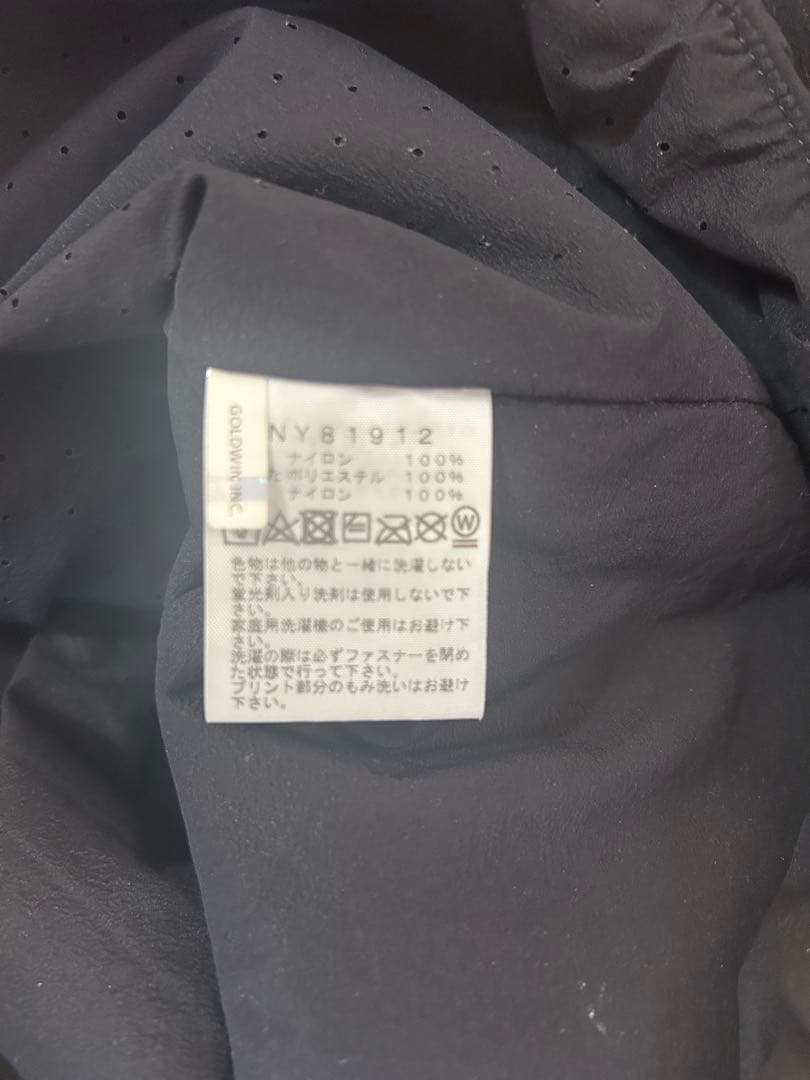 GOLDWIN INC.
NY81912
ナイロン 100%
たポリエステル 100%
ナイロン 100%
W
色物は他の物と一緒に洗濯しない
で下さい。
蛍光剤入り洗剤は使用しないで下
さい。
家庭用洗濯機のご使用はお避け下
さい。
洗濯の際は必ずファスナーを閉め
た状態で行って下さい。
プリント部分のもみ洗いはお避け
下さい。